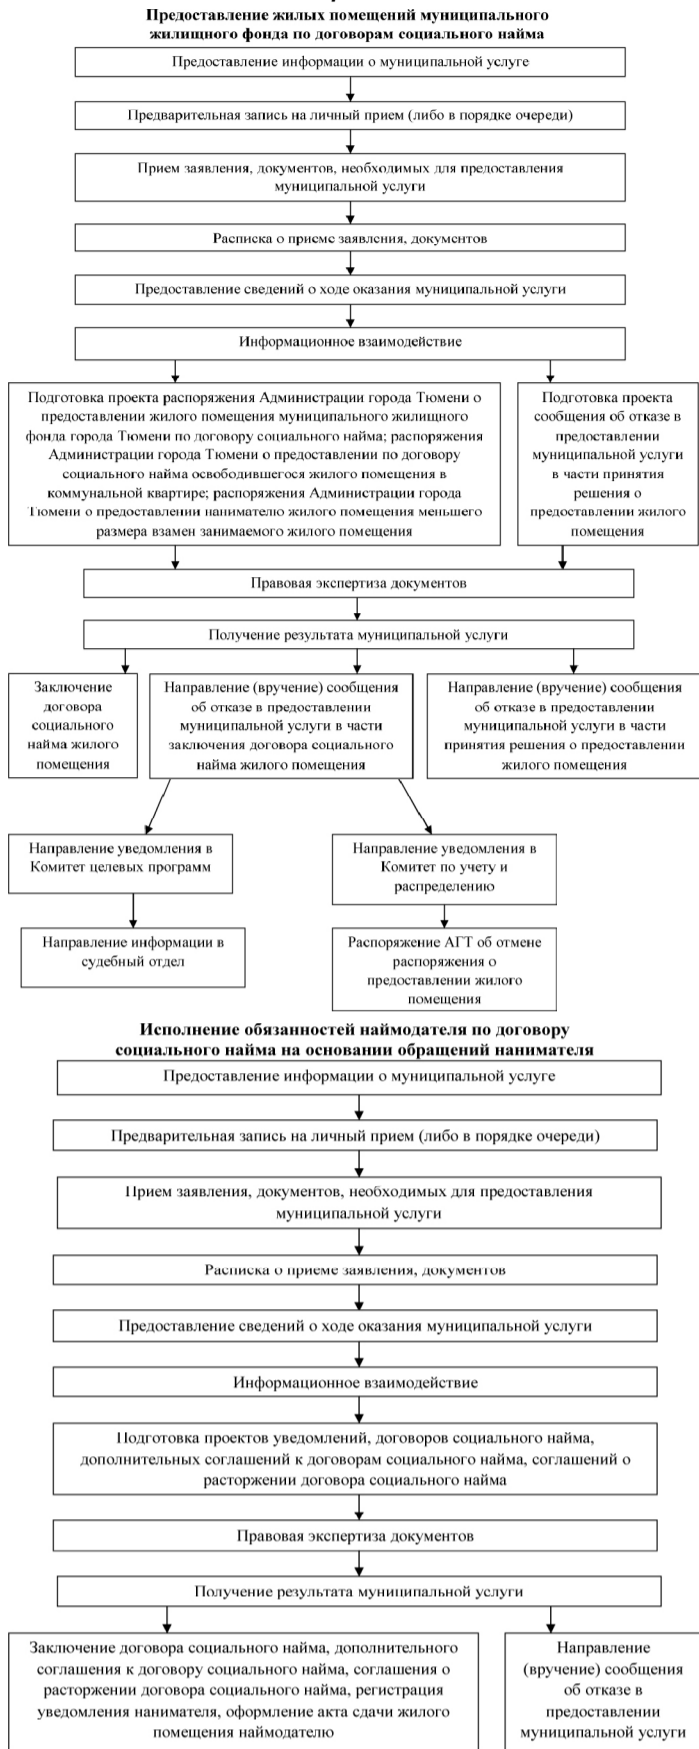 Предоставление жилых помещений муниципального
жилищного фонда по договорам социального найма
Предоставление информации о муниципальной услуге
Предварительная запись на личный прием (либо в порядке очереди)
Прием заявления, документов, необходимых для предоставления
муниципальной услуги
Расписка о приеме заявления, документов
Предоставление сведений о ходе оказания муниципальной услуги
Информационное взаимодействие
Подготовка проекта распоряжения Администрации города Тюмени о
предоставлении жилого помещения муниципального жилищного
фонда города Тюмени по договору социального найма; распоряжения
Администрации города Тюмени о предоставлении по договору
социального найма освободившегося жилого помещения в
коммунальной квартире; распоряжения Администрации города
Тюмени о предоставлении нанимателю жилого помещения меньшего
размера взамен занимаемого жилого помещения
Подготовка проекта
сообщения об отказе в
предоставлении
муниципальной услуги
в части принятия
решения о
предоставлении жилого
помещения
Правовая экспертиза документов
Получение результата муниципальной услуги
Заключение
договора
социального
найма жилого
помещения
Направление (вручение) сообщения
об отказе в предоставлении
муниципальной услуги в части
заключения договора социального
найма жилого помещения
Направление (вручение) сообщения
об отказе в предоставлении
муниципальной услуги в части
принятия решения о предоставлении
жилого помещения
Направление уведомления в
Комитет целевых программ
Направление уведомления в
Комитет по учету и
распределению
Направление информации в
судебный отдел
Распоряжение АГТ об отмене
распоряжения о
предоставлении жилого
помещения
Исполнение обязанностей наймодателя по договору
социального найма на основании обращений нанимателя
Предоставление информации о муниципальной услуге
Предварительная запись на личный прием (либо в порядке очереди)
Прием заявления, документов, необходимых для предоставления
муниципальной услуги
Расписка о приеме заявления, документов
Предоставление сведений о ходе оказания муниципальной услуги
Информационное взаимодействие
Подготовка проектов уведомлений, договоров социального найма,
дополнительных соглашений к договорам социального найма, соглашений о
расторжении договора социального найма
Правовая экспертиза документов
Получение результата муниципальной услуги
Заключение договора социального найма, дополнительного
соглашения к договору социального найма, соглашения о
расторжении договора социального найма, регистрация
уведомления нанимателя, оформление акта сдачи жилого
помещения наймодателю
Направление
(вручение) сообщения
об отказе в
предоставлении
муниципальной услуги